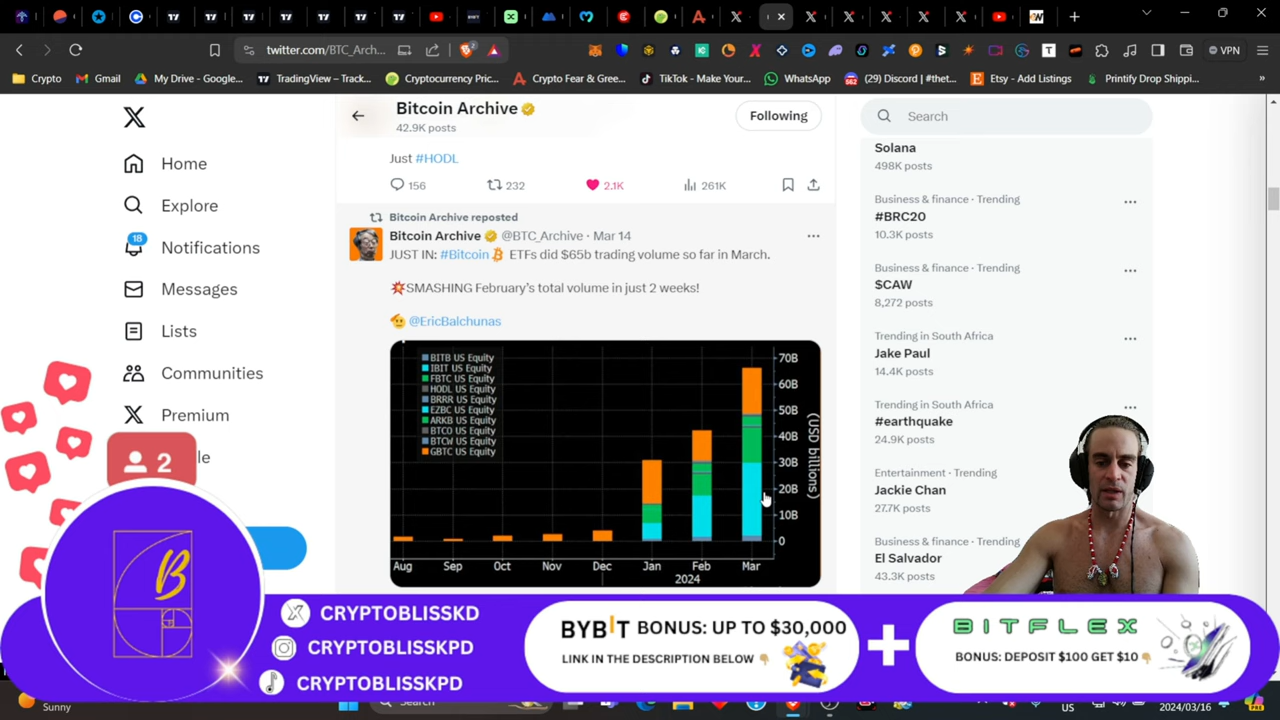 twitter.com/BTC_Arch...
VPN
Crypto
Gmail
My Drive - Google...
TradingView – Track...
Cryptocurrency Pric...
Crypto Fear & Gree...
TikTok - Make Your...
WhatsApp
(29) Discord | #thet...
Etsy - Add Listings
Printify Drop Shippi...
Home
Explore
18
Notifications
Messages
Lists
Communities
Premium
2
Bitcoin Archive
42.9K posts
Following
Just #HODL
156
232
2.1K
261K
Bitcoin Archive reposted
Bitcoin Archive @BTC_Archive · Mar 14
JUST IN: #Bitcoin ETFs did $65b trading volume so far in March.
SMASHING February's total volume in just 2 weeks!
@EricBalchunas
BITB US Equity
IBIT US Equity
FBTC US Equity
HODL US Equity
BRRR US Equity
EZBC US Equity
ARKB US Equity
BTCO US Equity
BTCW US Equity
GBTC US Equity
70B
60B
50B
40B
30B
20B
10B
0
(USD billions)
Aug Sep Oct Nov Dec Jan Feb Mar
2024
Search
Solana
498K posts
Business & finance · Trending
#BRC20
10.3K posts
Business & finance · Trending
$CAW
8,272 posts
Trending in South Africa
Jake Paul
14.4K posts
Trending in South Africa
#earthquake
24.9K posts
Entertainment · Trending
Jackie Chan
27.7K posts
Business & finance · Trending
El Salvador
43.3K posts
B
CRYPTOBLISSKD
CRYPTOBLISSKPD
CRYPTOBLISSKPD
BYBIT BONUS: UP TO $30,000
LINK IN THE DESCRIPTION BELOW
+
BITFLEX
BONUS: DEPOSIT $100 GET $10
Sunny
Search
US
2024/03/16